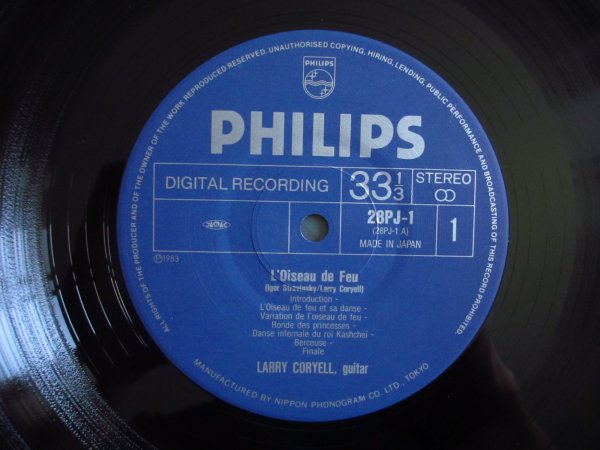 ALL RIGHTS OF THE PRODUCER AND OF THE OWNER OF THE WORK REPRODUCED RESERVED. UNAUTHORISED COPYING, HIRING, LENDING, PUBLIC PERFORMANCE AND BROADCASTING OF THIS RECORD PROHIBITED.
PHILIPS
PHILIPS
DIGITAL RECORDING
33 1/3
STEREO
28PJ-1
(28PJ-1 A)
MADE IN JAPAN
1
℗1983
L'Oiseau de Feu
(Igor Stravinsky/Larry Coryell)
Introduction -
L'Oiseau de feu et sa danse -
Variation de l'oiseau de feu -
Ronde des princesses -
Danse infernale du roi Kashchei -
Berceuse -
Finale
LARRY CORYELL, guitar
MANUFACTURED BY NIPPON PHONOGRAM CO. LTD., TOKYO